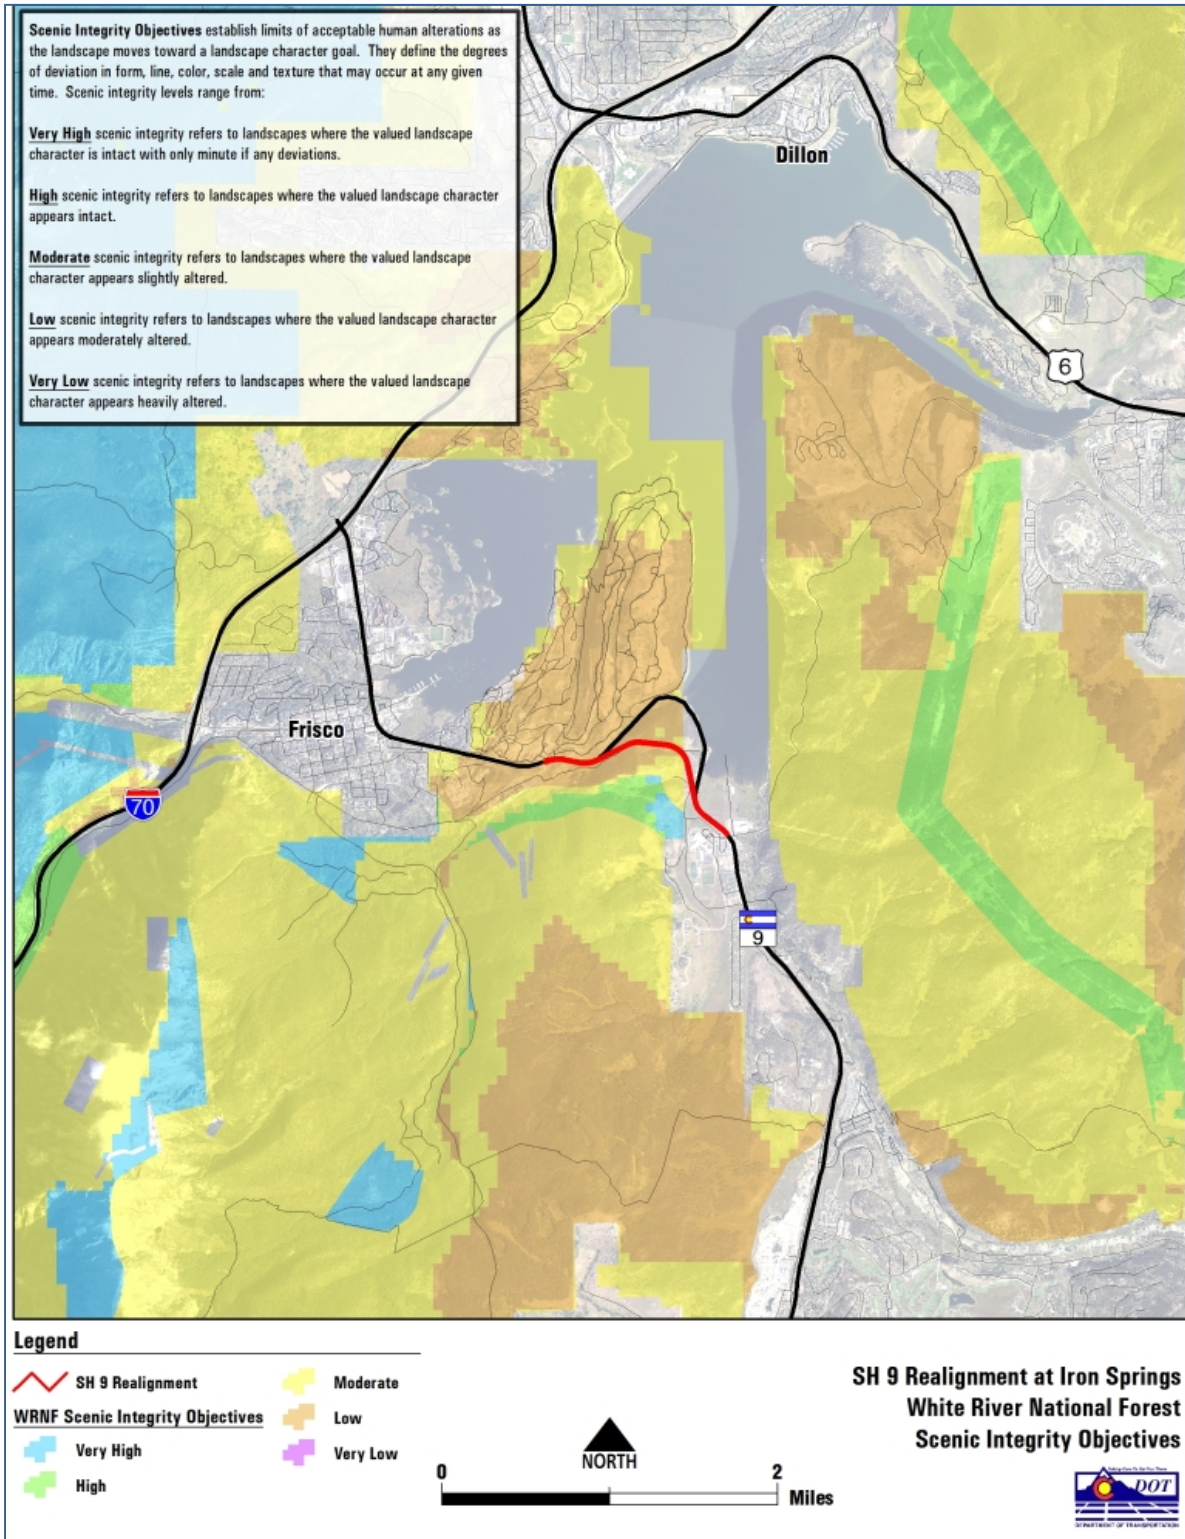 Scenic Integrity Objectives establish limits of acceptable human alterations as
the landscape moves toward a landscape character goal. They define the degrees
of deviation in form, line, color, scale and texture that may occur at any given
time. Scenic integrity levels range from:
Very High scenic integrity refers to landscapes where the valued landscape
character is intact with only minute if any deviations.
High scenic integrity refers to landscapes where the valued landscape character
appears intact.
Moderate scenic integrity refers to landscapes where the valued landscape
character appears slightly altered.
Low scenic integrity refers to landscapes where the valued landscape character
appears moderately altered.
Very Low scenic integrity refers to landscapes where the valued landscape
character appears heavily altered.
Dillon
6
Frisco
70
9
Legend
SH 9 Realignment
WRNF Scenic Integrity Objectives
Very High
High
Moderate
Low
Very Low
NORTH
0 2
Miles
SH 9 Realignment at Iron Springs
White River National Forest
Scenic Integrity Objectives
DOT
DEPARTMENT OF TRANSPORTATION